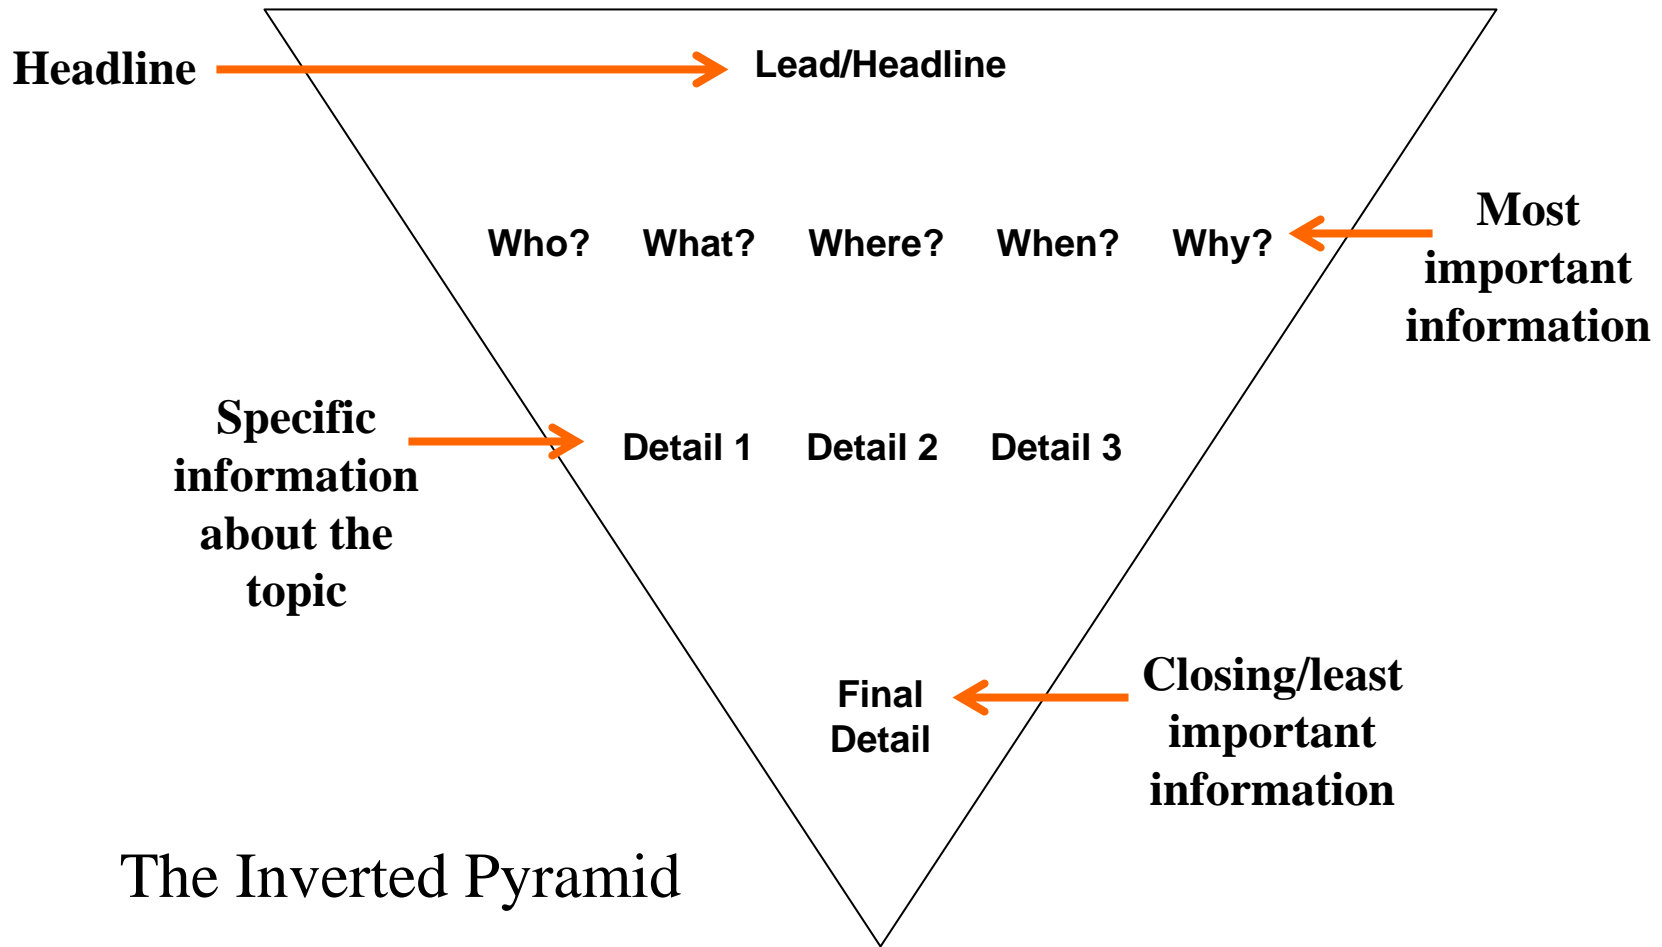 Headline
Lead/Headline
Who? What? Where? When? Why?
Most
important
information
Specific
information
about the
topic
Detail 1 Detail 2 Detail 3
Final
Detail
Closing/least
important
information
The Inverted Pyramid